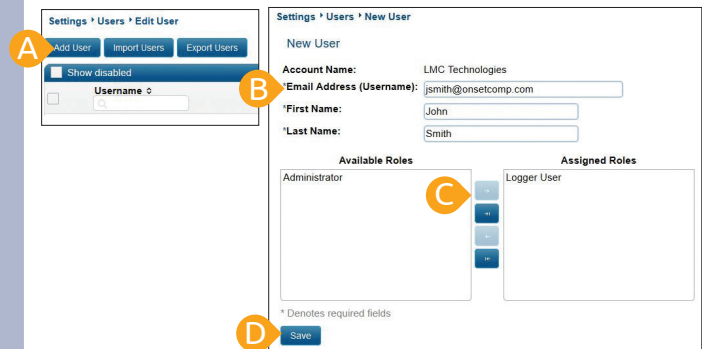 Settings ‣ Users ‣ Edit User
A
Add User Import Users Export Users
Show disabled
Username
Settings ‣ Users ‣ New User
New User
Account Name: LMC Technologies
B
*Email Address (Username): jsmith@onsetcomp.com
*First Name: John
*Last Name: Smith
Available Roles Assigned Roles
Administrator Logger User
C
* Denotes required fields
D
Save